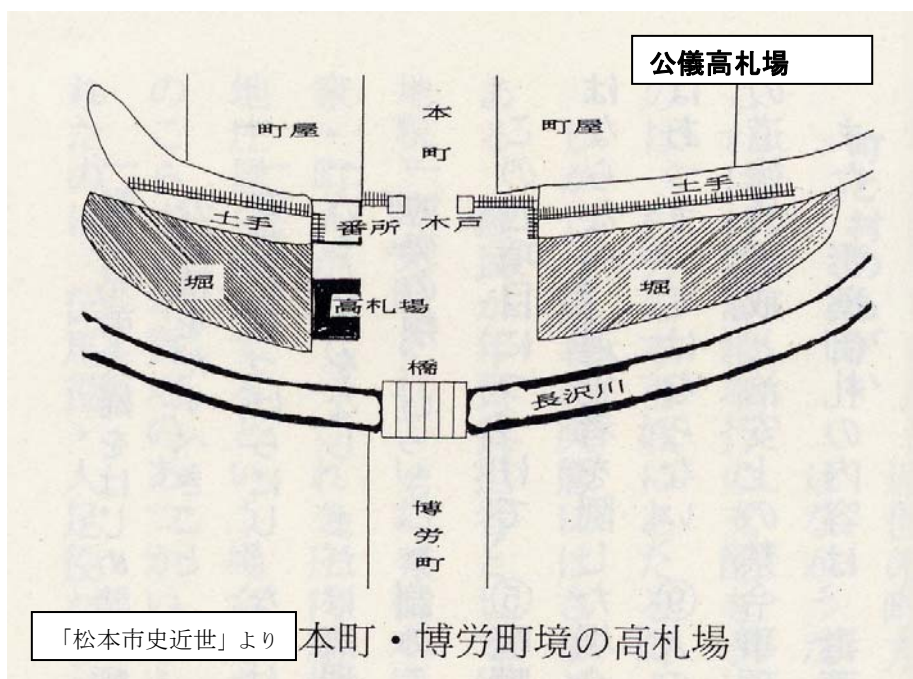 公儀高札場
町屋
本町
町屋
土手
土手
番所
木戸
堀
堀
高札場
橋
長沢川
博労町
「松本市史近世」より
本町・博労町境の高札場